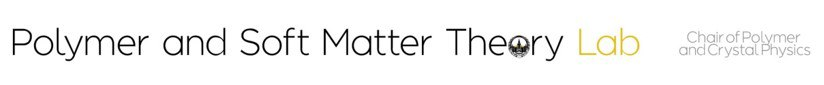 Polymer and Soft Matter Theory Lab
Chair of Polymer
and Crystal Physics